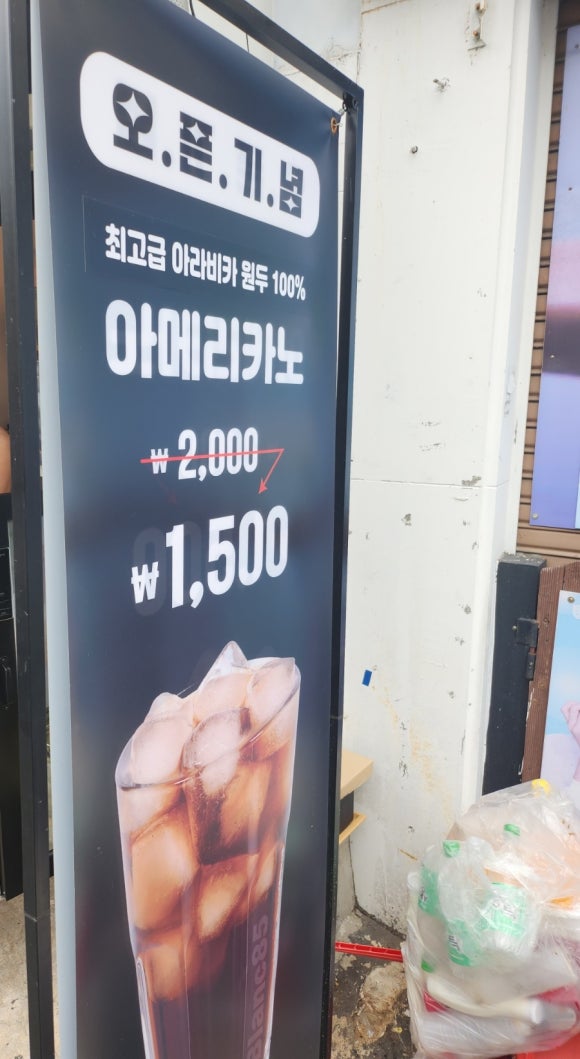 오.픈.기.념
최고급 아라비카 원두 100%
아메리카노
₩ 2,000
₩1,500
Blanc85